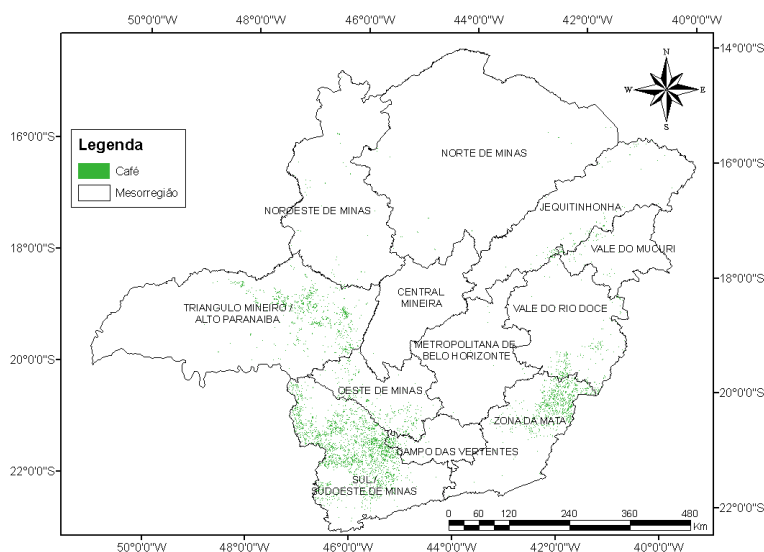 50°0'0"W 48°0'0"W 46°0'0"W 44°0'0"W 42°0'0"W 40°0'0"W
14°0'0"S
N
W E
S
16°0'0"S
Legenda
Café
Mesorregião
NORTE DE MINAS
16°0'0"S
NOROESTE DE MINAS
JEQUITINHONHA
18°0'0"S
VALE DO MUCURI
18°0'0"S
CENTRAL
MINEIRA
TRIANGULO MINEIRO /
ALTO PARANAIBA
VALE DO RIO DOCE
METROPOLITANA DE
BELO HORIZONTE
20°0'0"S
OESTE DE MINAS
20°0'0"S
ZONA DA MATA
CAMPO DAS VERTENTES
22°0'0"S
SUL /
SUDOESTE DE MINAS
22°0'0"S
0 60 120 240 360 480
Km
50°0'0"W 48°0'0"W 46°0'0"W 44°0'0"W 42°0'0"W 40°0'0"W